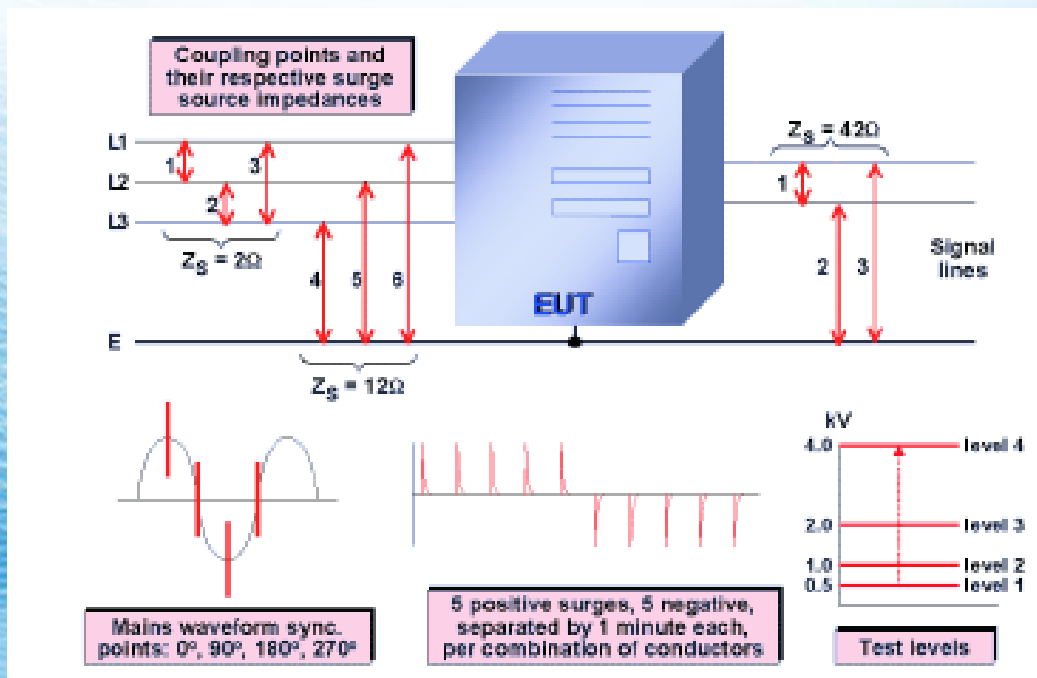 Coupling points and
their respective surge
source impedances
L1
L2
L3
E
1
2
3
4
5
6
Z_S = 2Ω
Z_S = 12Ω
EUT
Z_S = 42Ω
1
2
3
Signal
lines
Mains waveform sync.
points: 0º, 90º, 180º, 270º
5 positive surges, 5 negative,
separated by 1 minute each,
per combination of conductors
kV
4.0 level 4
2.0 level 3
1.0 level 2
0.5 level 1
Test levels